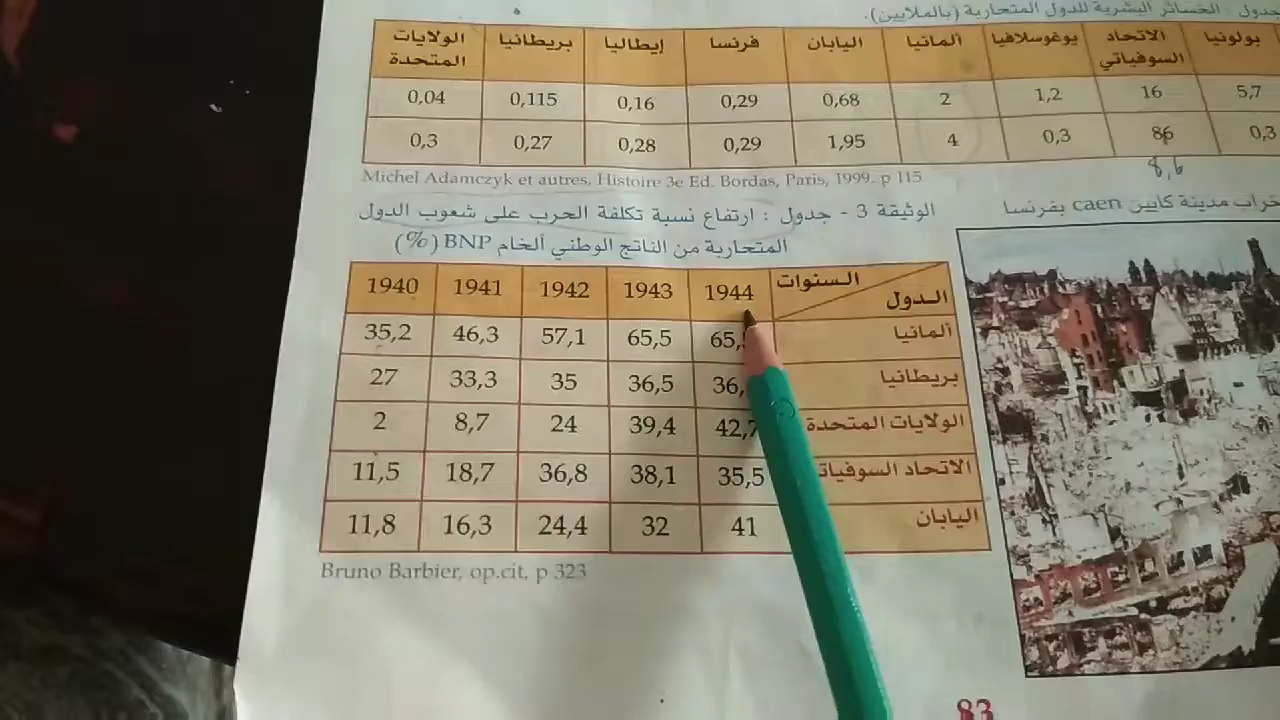 جدول : الخسائر البشرية للدول المتحاربة (بالملايين).
بولونيا الاتحاد السوفياتي يوغوسلافيا ألمانيا اليابان فرنسا إيطاليا بريطانيا الولايات المتحدة
5,7 16 1,2 2 0,68 0,29 0,16 0,115 0,04
0,3 86 0,3 4 1,95 0,29 0,28 0,27 0,3
8,6
Michel Adamczyk et autres, Histoire 3e Ed. Bordas, Paris, 1999. p 115
خراب مدينة كايين caen بفرنسا
الوثيقة 3 - جدول : ارتفاع نسبة تكلفة الحرب على شعوب الدول
المتحاربة من الناتج الوطني ألخام BNP (%)
السنوات الدول 1944 1943 1942 1941 1940
ألمانيا 65,5 57,1 46,3 35,2
بريطانيا 36,5 35 33,3 27
الولايات المتحدة 42,7 39,4 24 8,7 2
الاتحاد 35,5 38,1 36,8 18,7 11,5
اليابان 41 32 24,4 16,3 11,8
Bruno Barbier, op.cit, p 323
83